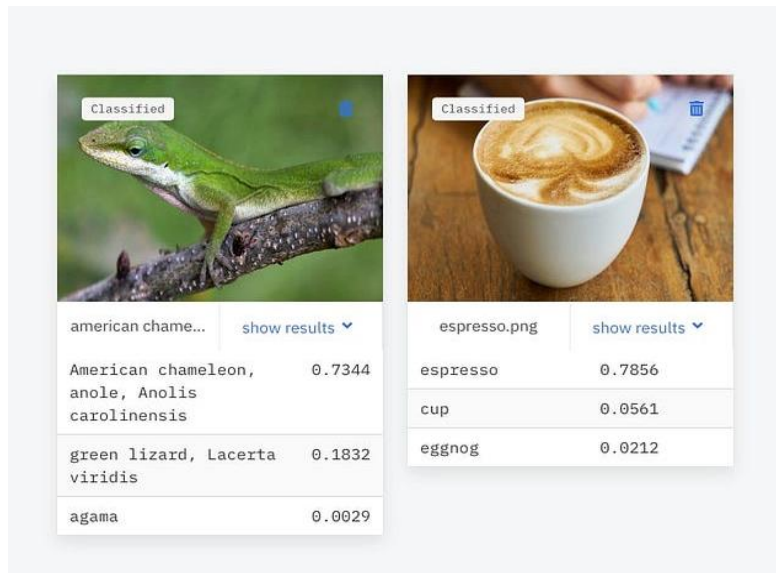 Classified
american chame...
show results
American chameleon, 0.7344
anole, Anolis
carolinensis
green lizard, Lacerta 0.1832
viridis
agama 0.0029
Classified
espresso.png
show results
espresso 0.7856
cup 0.0561
eggnog 0.0212